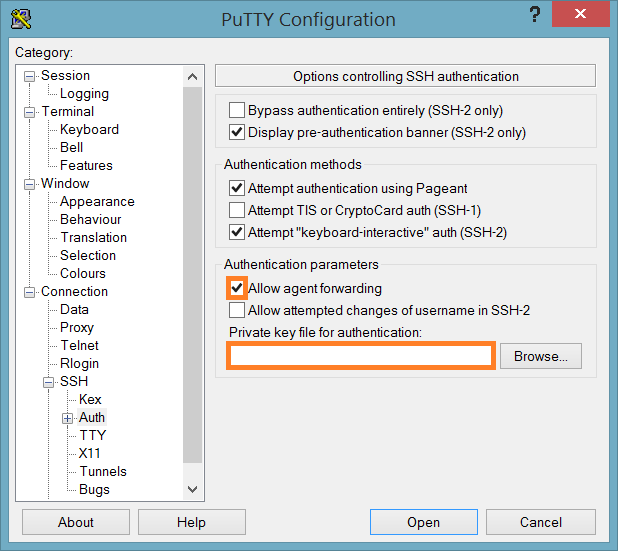 PuTTY Configuration
?
Category:
Session
Logging
Terminal
Keyboard
Bell
Features
Window
Appearance
Behaviour
Translation
Selection
Colours
Connection
Data
Proxy
Telnet
Rlogin
SSH
Kex
Auth
TTY
X11
Tunnels
Bugs
Options controlling SSH authentication
Bypass authentication entirely (SSH-2 only)
Display pre-authentication banner (SSH-2 only)
Authentication methods
Attempt authentication using Pageant
Attempt TIS or CryptoCard auth (SSH-1)
Attempt "keyboard-interactive" auth (SSH-2)
Authentication parameters
Allow agent forwarding
Allow attempted changes of username in SSH-2
Private key file for authentication:
Browse...
About
Help
Open
Cancel